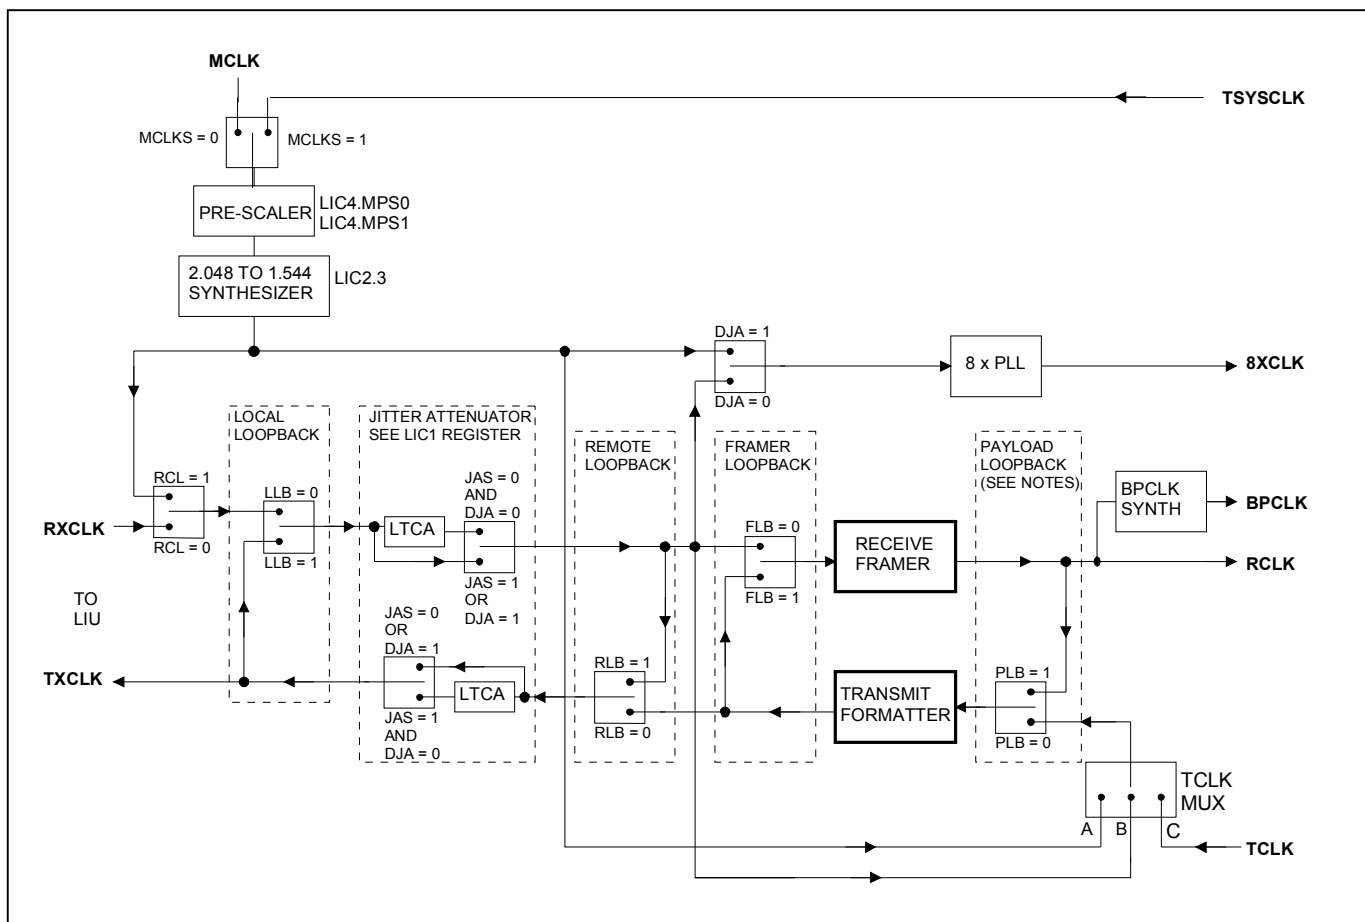 MCLK
TSYSCLK
MCLKS = 0
MCLKS = 1
PRE-SCALER
LIC4.MPS0
LIC4.MPS1
2.048 TO 1.544
SYNTHESIZER
LIC2.3
DJA = 1
8 x PLL
8XCLK
DJA = 0
LOCAL
LOOPBACK
JITTER ATTENUATOR
SEE LIC1 REGISTER
REMOTE
LOOPBACK
FRAMER
LOOPBACK
PAYLOAD
LOOPBACK
(SEE NOTES)
RCL = 1
RXCLK
RCL = 0
LLB = 0
LLB = 1
LTCA
JAS = 0
AND
DJA = 0
JAS = 1
OR
DJA = 1
FLB = 0
FLB = 1
RECEIVE
FRAMER
BPCLK
SYNTH
BPCLK
RCLK
TO
LIU
TXCLK
JAS = 0
OR
DJA = 1
LTCA
JAS = 1
AND
DJA = 0
RLB = 1
RLB = 0
TRANSMIT
FORMATTER
PLB = 1
PLB = 0
TCLK
MUX
A
B
C
TCLK